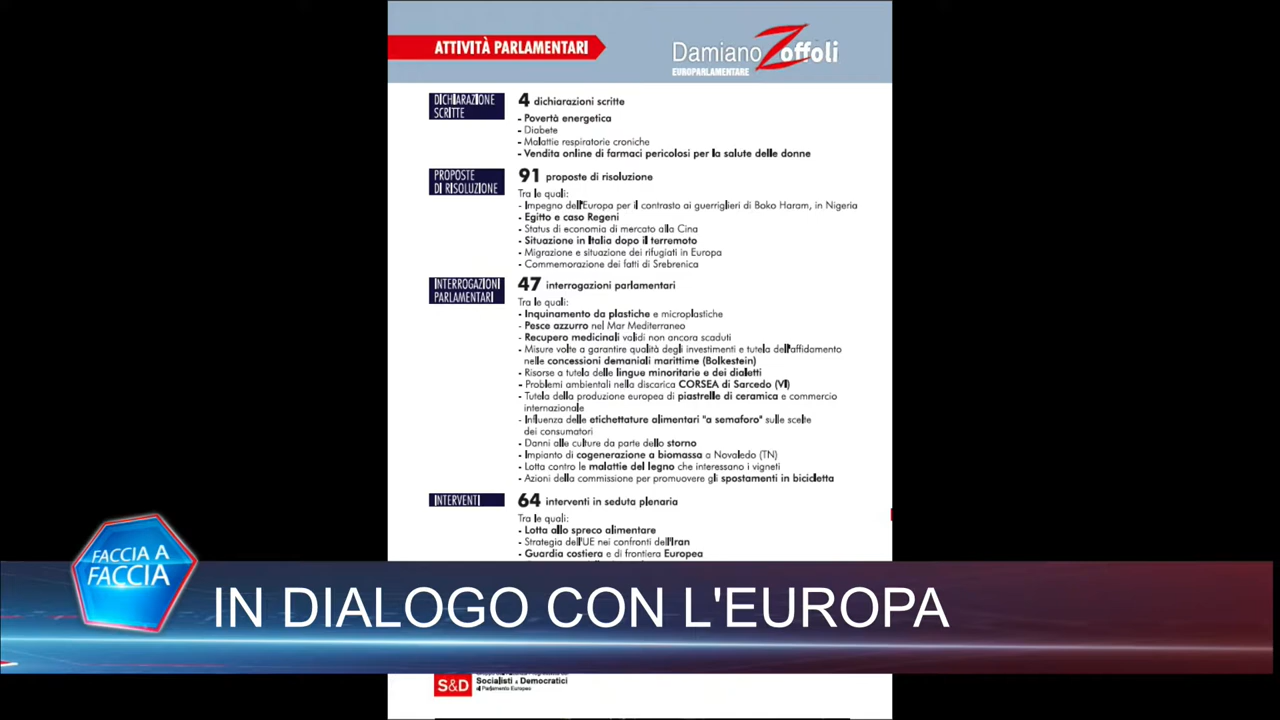 ATTIVITÀ PARLAMENTARI
Damiano Zoffoli
EUROPARLAMENTARE
DICHIARAZIONE
SCRITTE
4 dichiarazioni scritte
- Povertà energetica
- Diabete
- Malattie respiratorie croniche
- Vendita online di farmaci pericolosi per la salute delle donne
PROPOSTE
DI RISOLUZIONE
91 proposte di risoluzione
Tra le quali:
- Impegno dell'Europa per il contrasto ai guerriglieri di Boko Haram, in Nigeria
- Egitto e caso Regeni
- Status di economia di mercato alla Cina
- Situazione in Italia dopo il terremoto
- Migrazione e situazione dei rifugiati in Europa
- Commemorazione dei fatti di Srebrenica
INTERROGAZIONI
PARLAMENTARI
47 interrogazioni parlamentari
Tra le quali:
- Inquinamento da plastiche e microplastiche
- Pesce azzurro nel Mar Mediterraneo
- Recupero medicinali validi non ancora scaduti
- Misure volte a garantire qualità degli investimenti e tutela dell'affidamento
nelle concessioni demaniali marittime (Bolkestein)
- Risorse a tutela delle lingue minoritarie e dei dialetti
- Problemi ambientali nella discarica CORSEA di Sarcedo (VI)
- Tutela della produzione europea di piastrelle di ceramica e commercio
internazionale
- Influenza delle etichettature alimentari "a semaforo" sulle scelte
dei consumatori
- Danni alle culture da parte dello storno
- Impianto di cogenerazione a biomassa a Novaledo (TN)
- Lotta contro le malattie del legno che interessano i vigneti
- Azioni della commissione per promuovere gli spostamenti in bicicletta
INTERVENTI
64 interventi in seduta plenaria
Tra le quali:
- Lotta allo spreco alimentare
- Strategia dell'UE nei confronti dell'Iran
- Guardia costiera e di frontiera Europea
FACCIA A
FACCIA
IN DIALOGO CON L'EUROPA
S&D
Socialisti & Democratici
al Parlamento Europeo